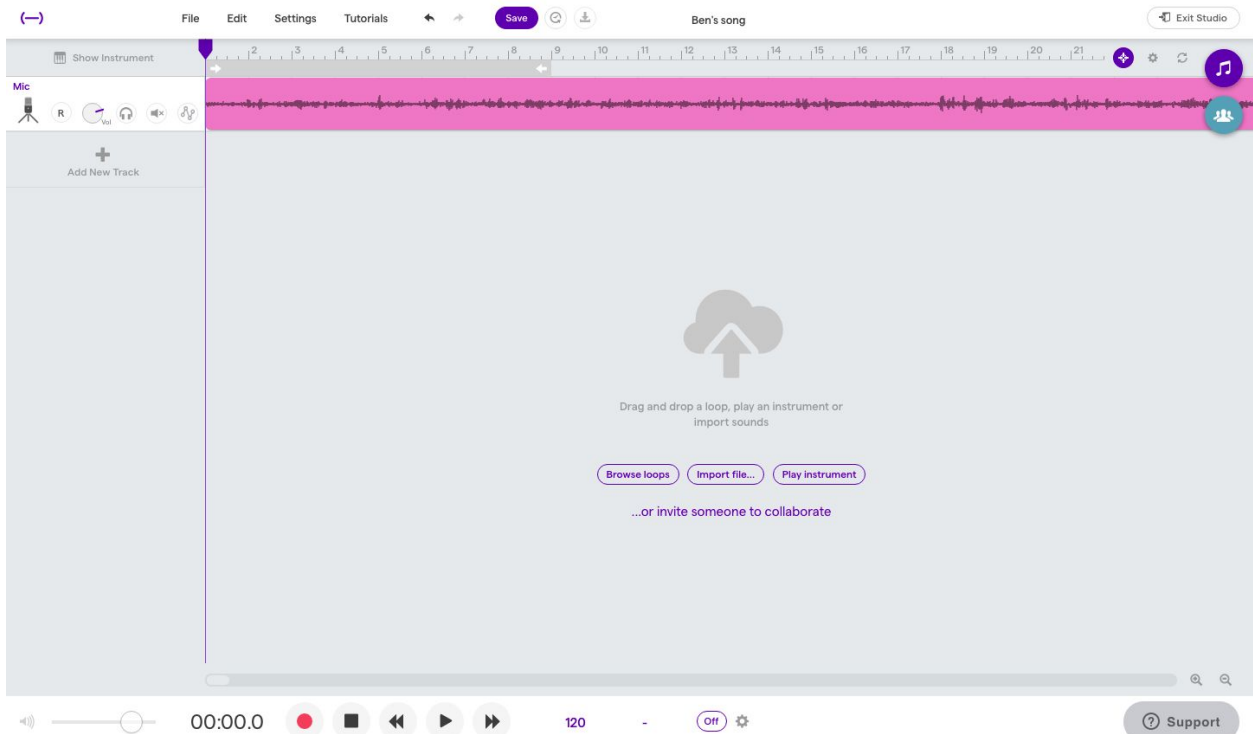 File Edit Settings Tutorials Save Ben's song Exit Studio
Show Instrument
2 3 4 5 6 7 8 9 10 11 12 13 14 15 16 17 18 19 20 21
Mic
R Vol
Add New Track
Drag and drop a loop, play an instrument or
import sounds
Browse loops Import file... Play instrument
...or invite someone to collaborate
00:00.0 120 - Off Support